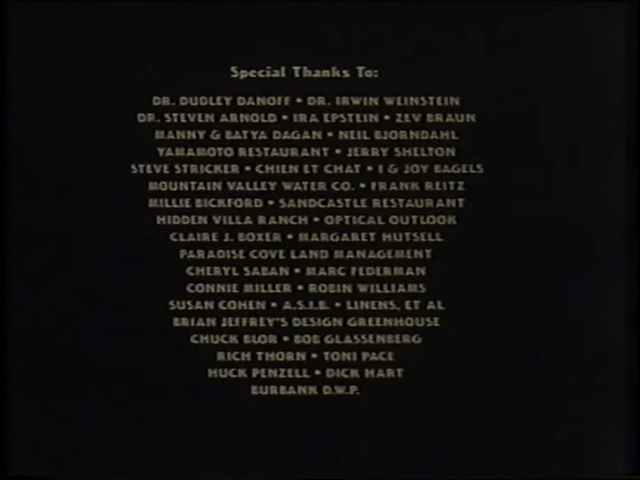 Special Thanks To:
DR. DUDLEY DANOFF • DR. IRWIN WEINSTEIN
DR. STEVEN ARNOLD • IRA EPSTEIN • ZEV BRAUN
MANNY & BATYA DAGAN • NEIL BJORNDAHL
YAMAMOTO RESTAURANT • JERRY SHELTON
STEVE STRICKER • CHIEN ET CHAT • I & JOY BAGELS
MOUNTAIN VALLEY WATER CO. • FRANK REITZ
MILLIE BICKFORD • SANDCASTLE RESTAURANT
HIDDEN VILLA RANCH • OPTICAL OUTLOOK
CLAIRE J. BOXER • MARGARET HUTSELL
PARADISE COVE LAND MANAGEMENT
CHERYL SABAN • MARC FEDERMAN
CONNIE MILLER • ROBIN WILLIAMS
SUSAN COHEN • A.S.I.B. • LINENS, ET AL
BRIAN JEFFREY'S DESIGN GREENHOUSE
CHUCK BLOR • BOB GLASSENBERG
RICH THORN • TONI PACE
HUCK PENZELL • DICK HART
BURBANK D.W.P.